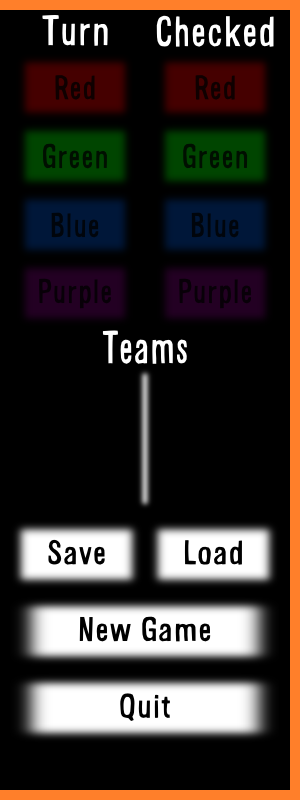 Turn Checked
Red Red
Green Green
Blue Blue
Purple Purple
Teams
Save Load
New Game
Quit